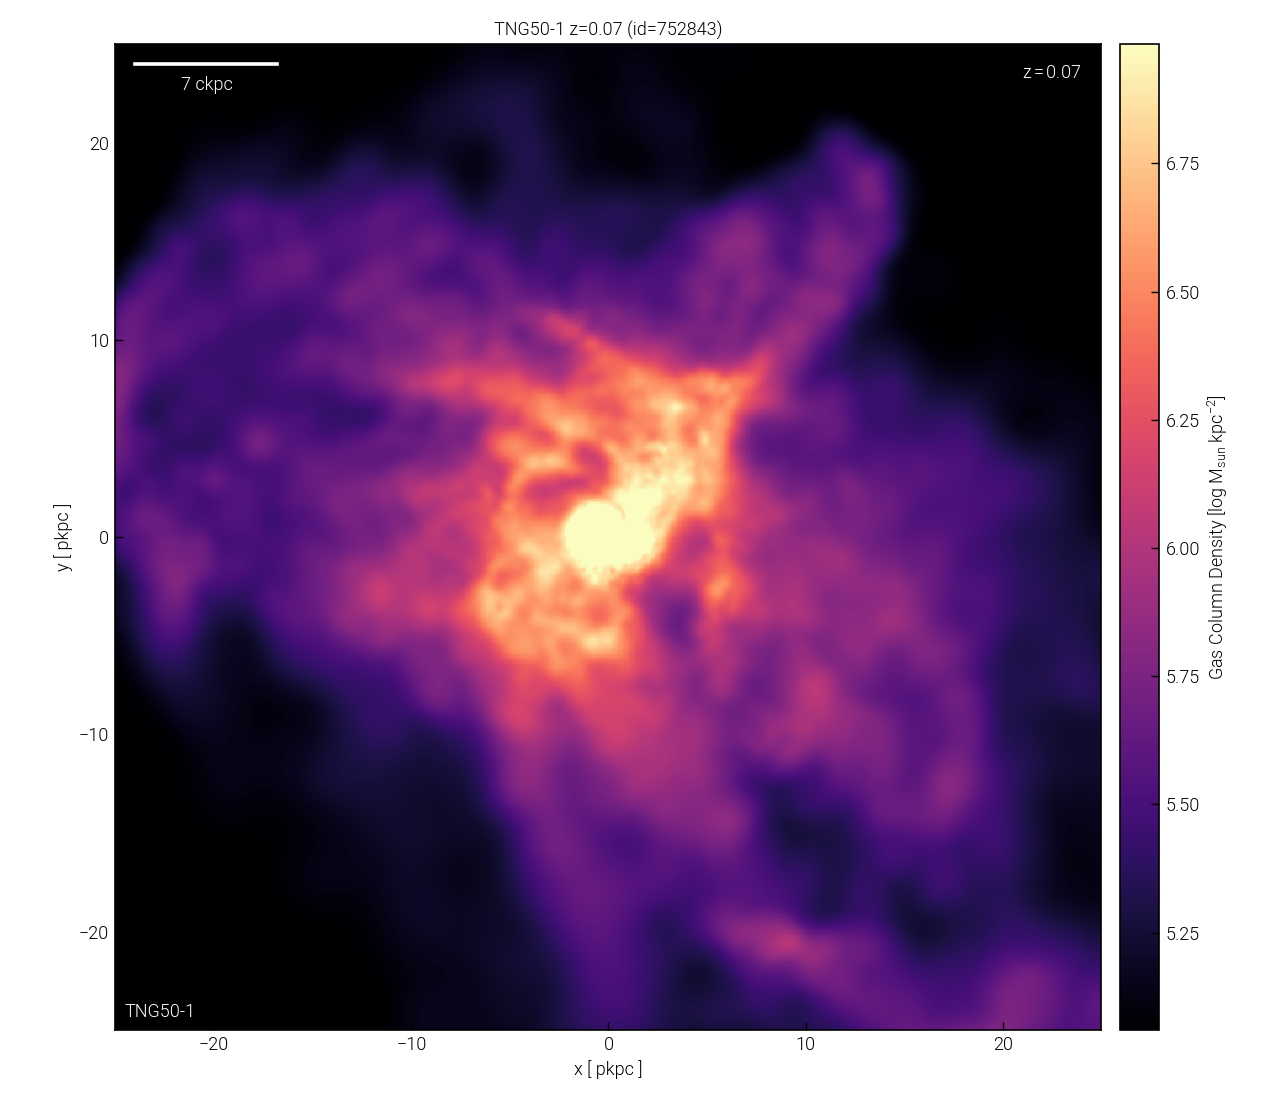 TNG50-1 z=0.07 (id=752843)
7 ckpc
z=0.07
20
10
0
−10
−20
y [ pkpc ]
TNG50-1
−20
−10
0
10
20
x [ pkpc ]
6.75
6.50
6.25
6.00
5.75
5.50
5.25
Gas Column Density [log M_sun kpc^−2]